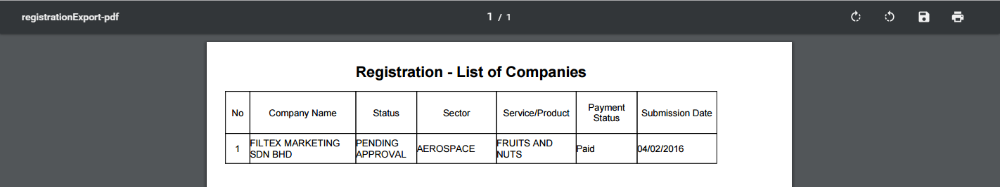 registrationExport-pdf
1 / 1
Registration - List of Companies
No Company Name Status Sector Service/Product Payment Status Submission Date
1 FILTEX MARKETING SDN BHD PENDING APPROVAL AEROSPACE FRUITS AND NUTS Paid 04/02/2016